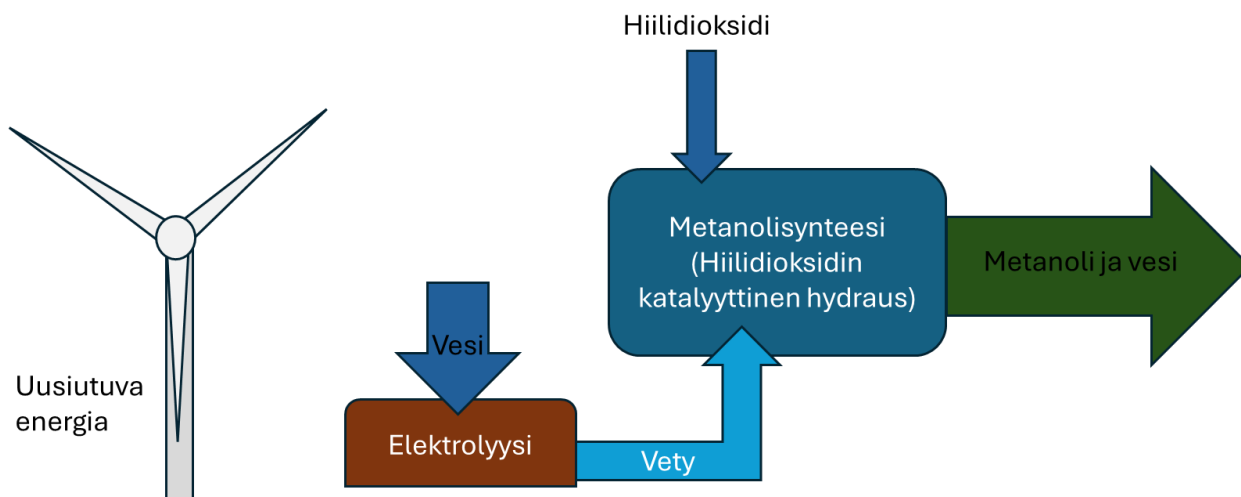 Hiilidioksidi
Metanolisynteesi
(Hiilidioksidin
katalyyttinen hydraus)
Metanoli ja vesi
Vesi
Uusiutuva
energia
Elektrolyysi
Vety